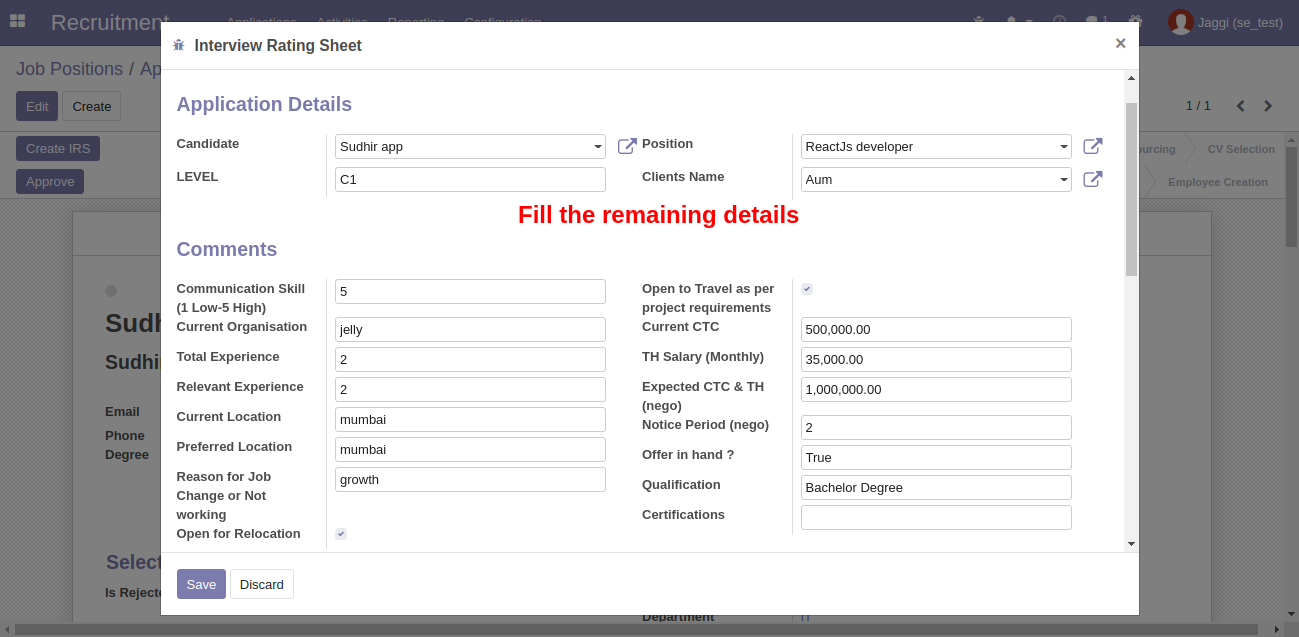 Recruitment Applications Activities Reporting Configuration 1 Jaggi (se_test)
Interview Rating Sheet ×
Job Positions / Ap
Edit Create 1 / 1
Create IRS CV Selection
Approve Employee Creation
Application Details
Candidate Sudhir app Position ReactJs developer
LEVEL C1 Clients Name Aum
Fill the remaining details
Comments
Communication Skill (1 Low-5 High) 5 Open to Travel as per project requirements
Current Organisation jelly Current CTC 500,000.00
Total Experience 2 TH Salary (Monthly) 35,000.00
Relevant Experience 2 Expected CTC & TH (nego) 1,000,000.00
Current Location mumbai Notice Period (nego) 2
Preferred Location mumbai Offer in hand ? True
Reason for Job Change or Not working growth Qualification Bachelor Degree
Open for Relocation Certifications
Sudh
Sudhi
Email
Phone
Degree
Select
Is Rejecte
Save Discard
Department IT